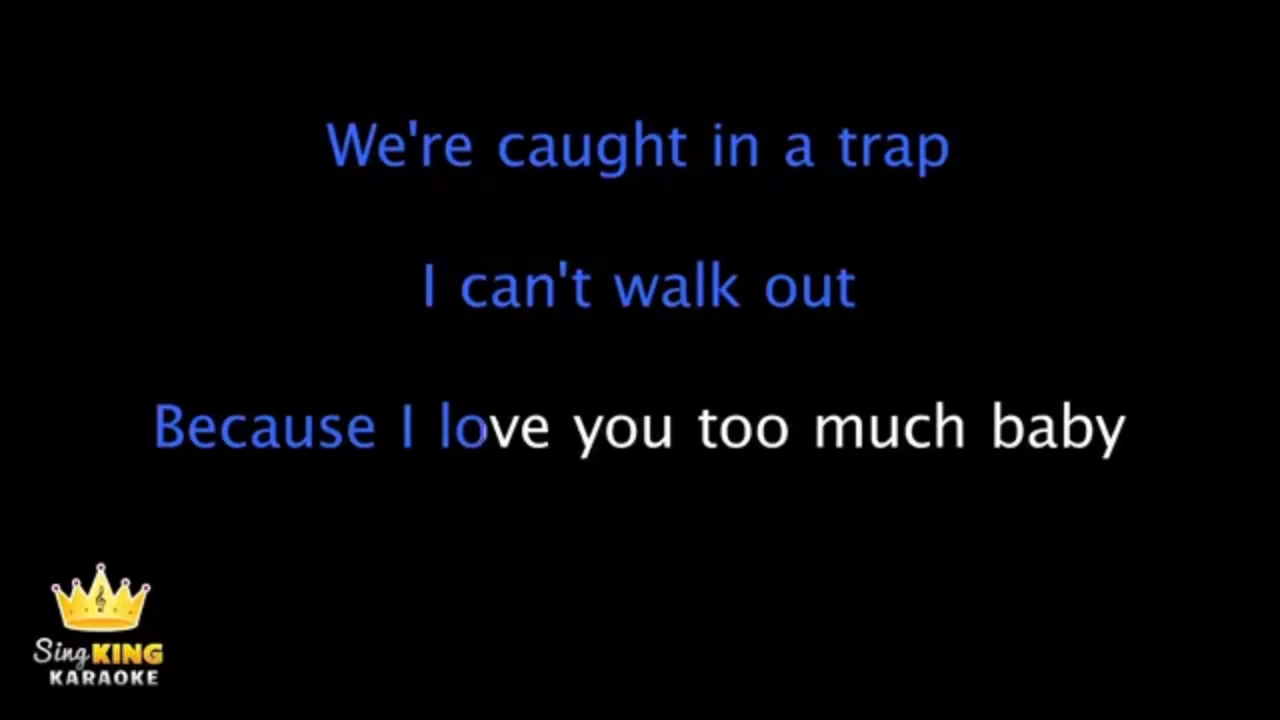 We're caught in a trap
I can't walk out
Because I love you too much baby
Sing KING
KARAOKE